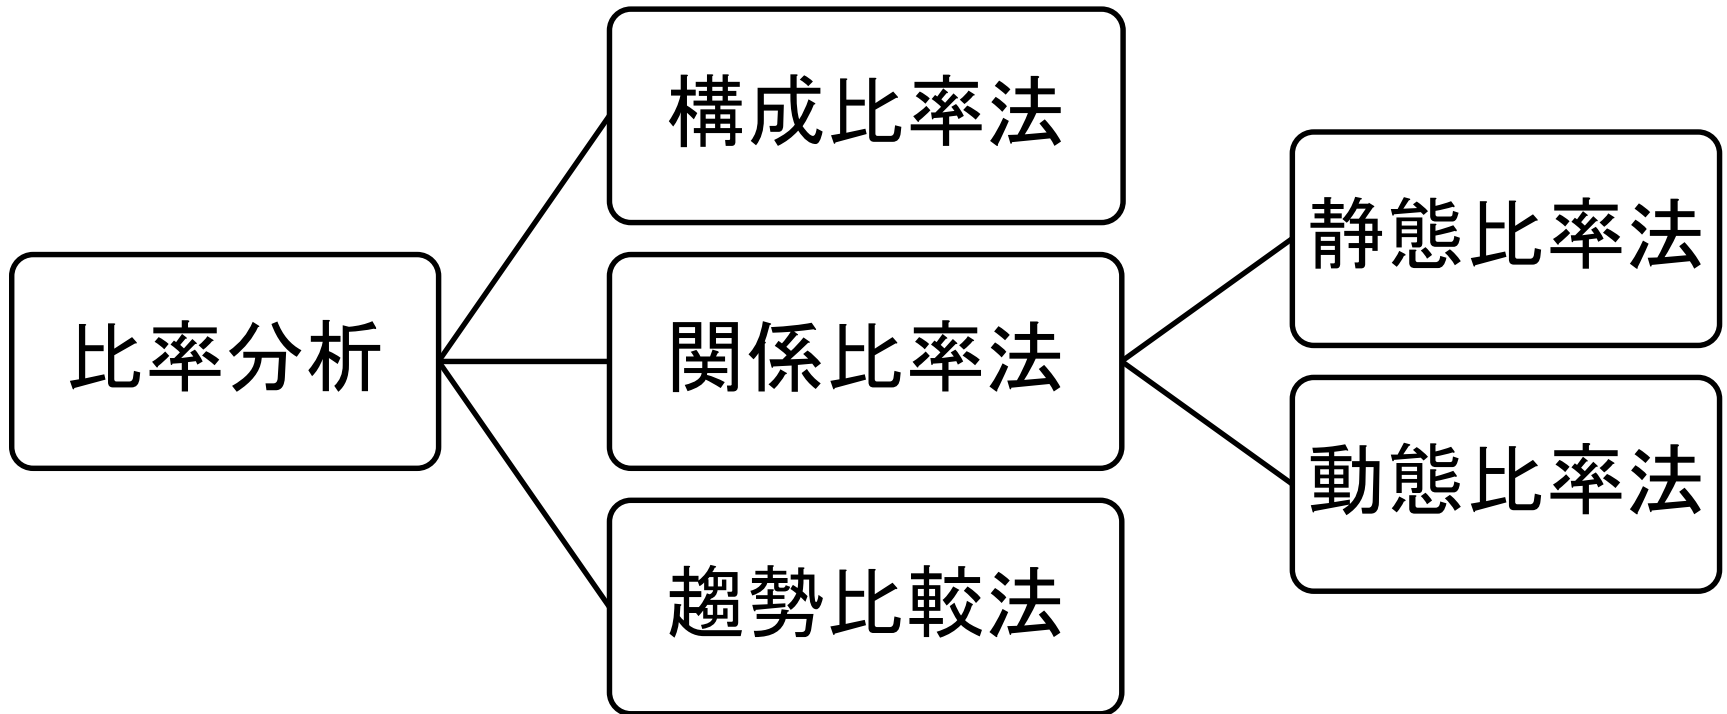 比率分析
構成比率法
関係比率法
趨勢比較法
静態比率法
動態比率法